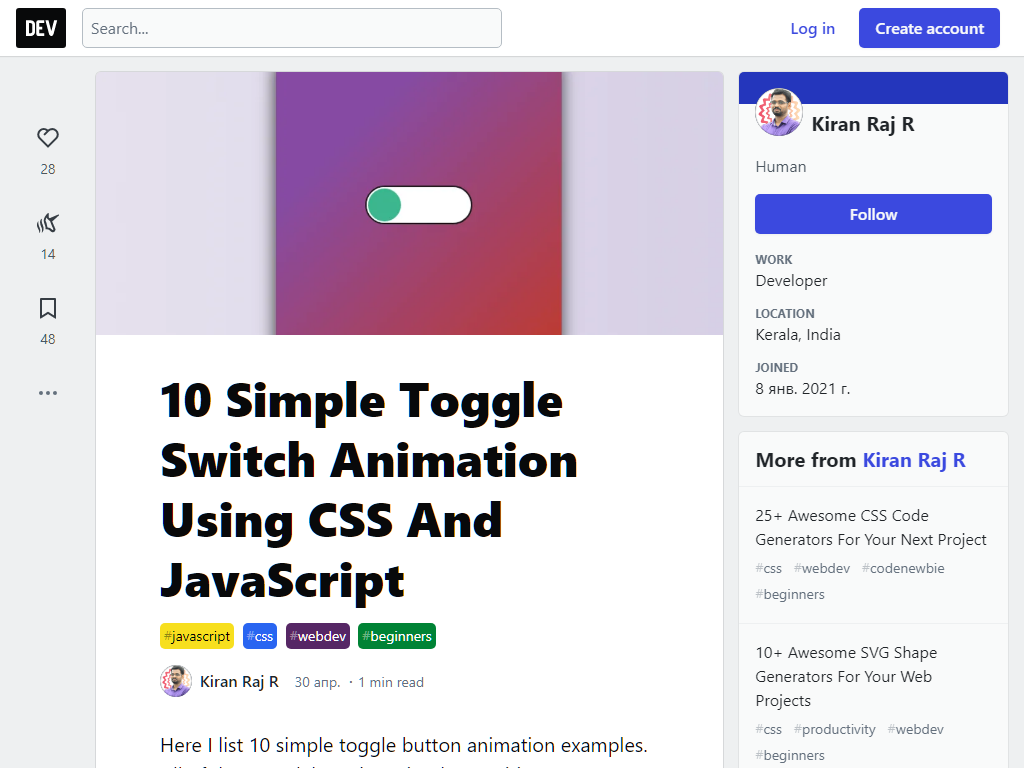 DEV
Search...
Log in
Create account
28
14
48
10 Simple Toggle
Switch Animation
Using CSS And
JavaScript
#javascript #css #webdev #beginners
Kiran Raj R 30 апр. ・1 min read
Here I list 10 simple toggle button animation examples.
Kiran Raj R
Human
Follow
WORK
Developer
LOCATION
Kerala, India
JOINED
8 янв. 2021 г.
More from Kiran Raj R
25+ Awesome CSS Code
Generators For Your Next Project
#css #webdev #codenewbie
#beginners
10+ Awesome SVG Shape
Generators For Your Web
Projects
#css #productivity #webdev
#beginners